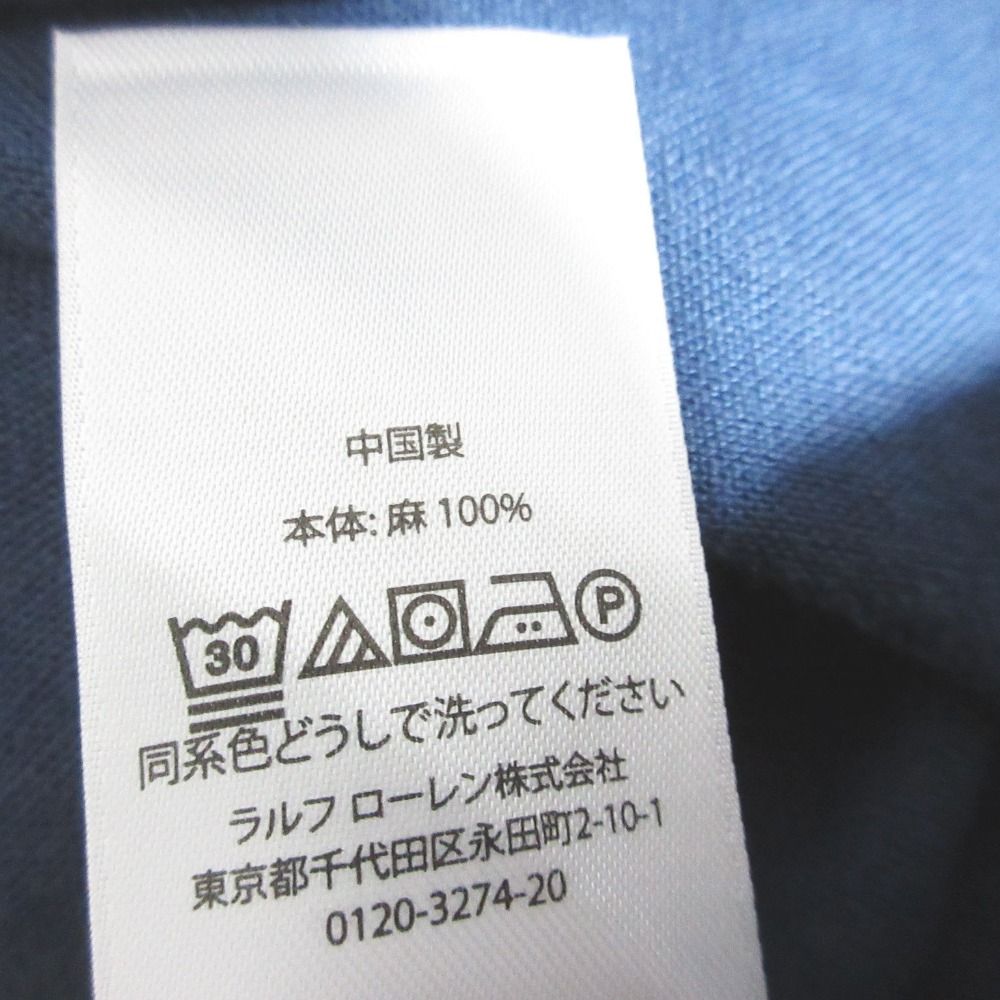 中国製
本体: 麻 100%
30 P
同系色どうしで洗ってください
ラルフ ローレン株式会社
東京都千代田区永田町2-10-1
0120-3274-20